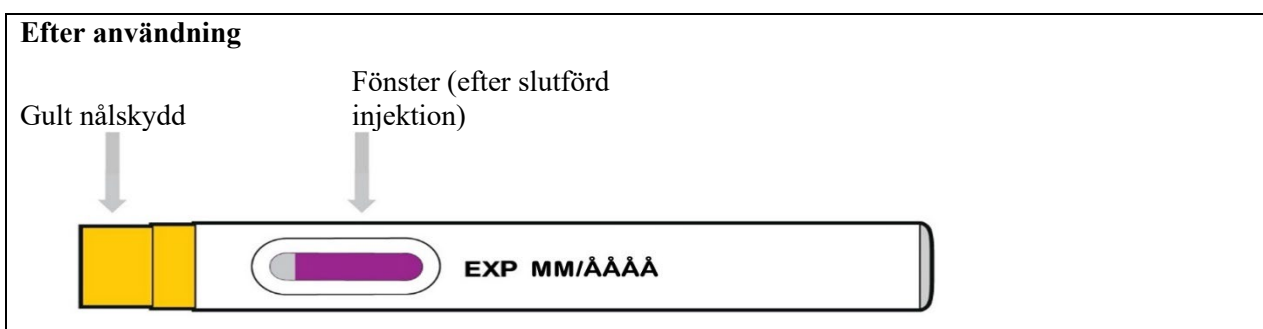 Efter användning
Gult nålskydd
Fönster (efter slutförd
injektion)
EXP MM/ÅÅÅÅ